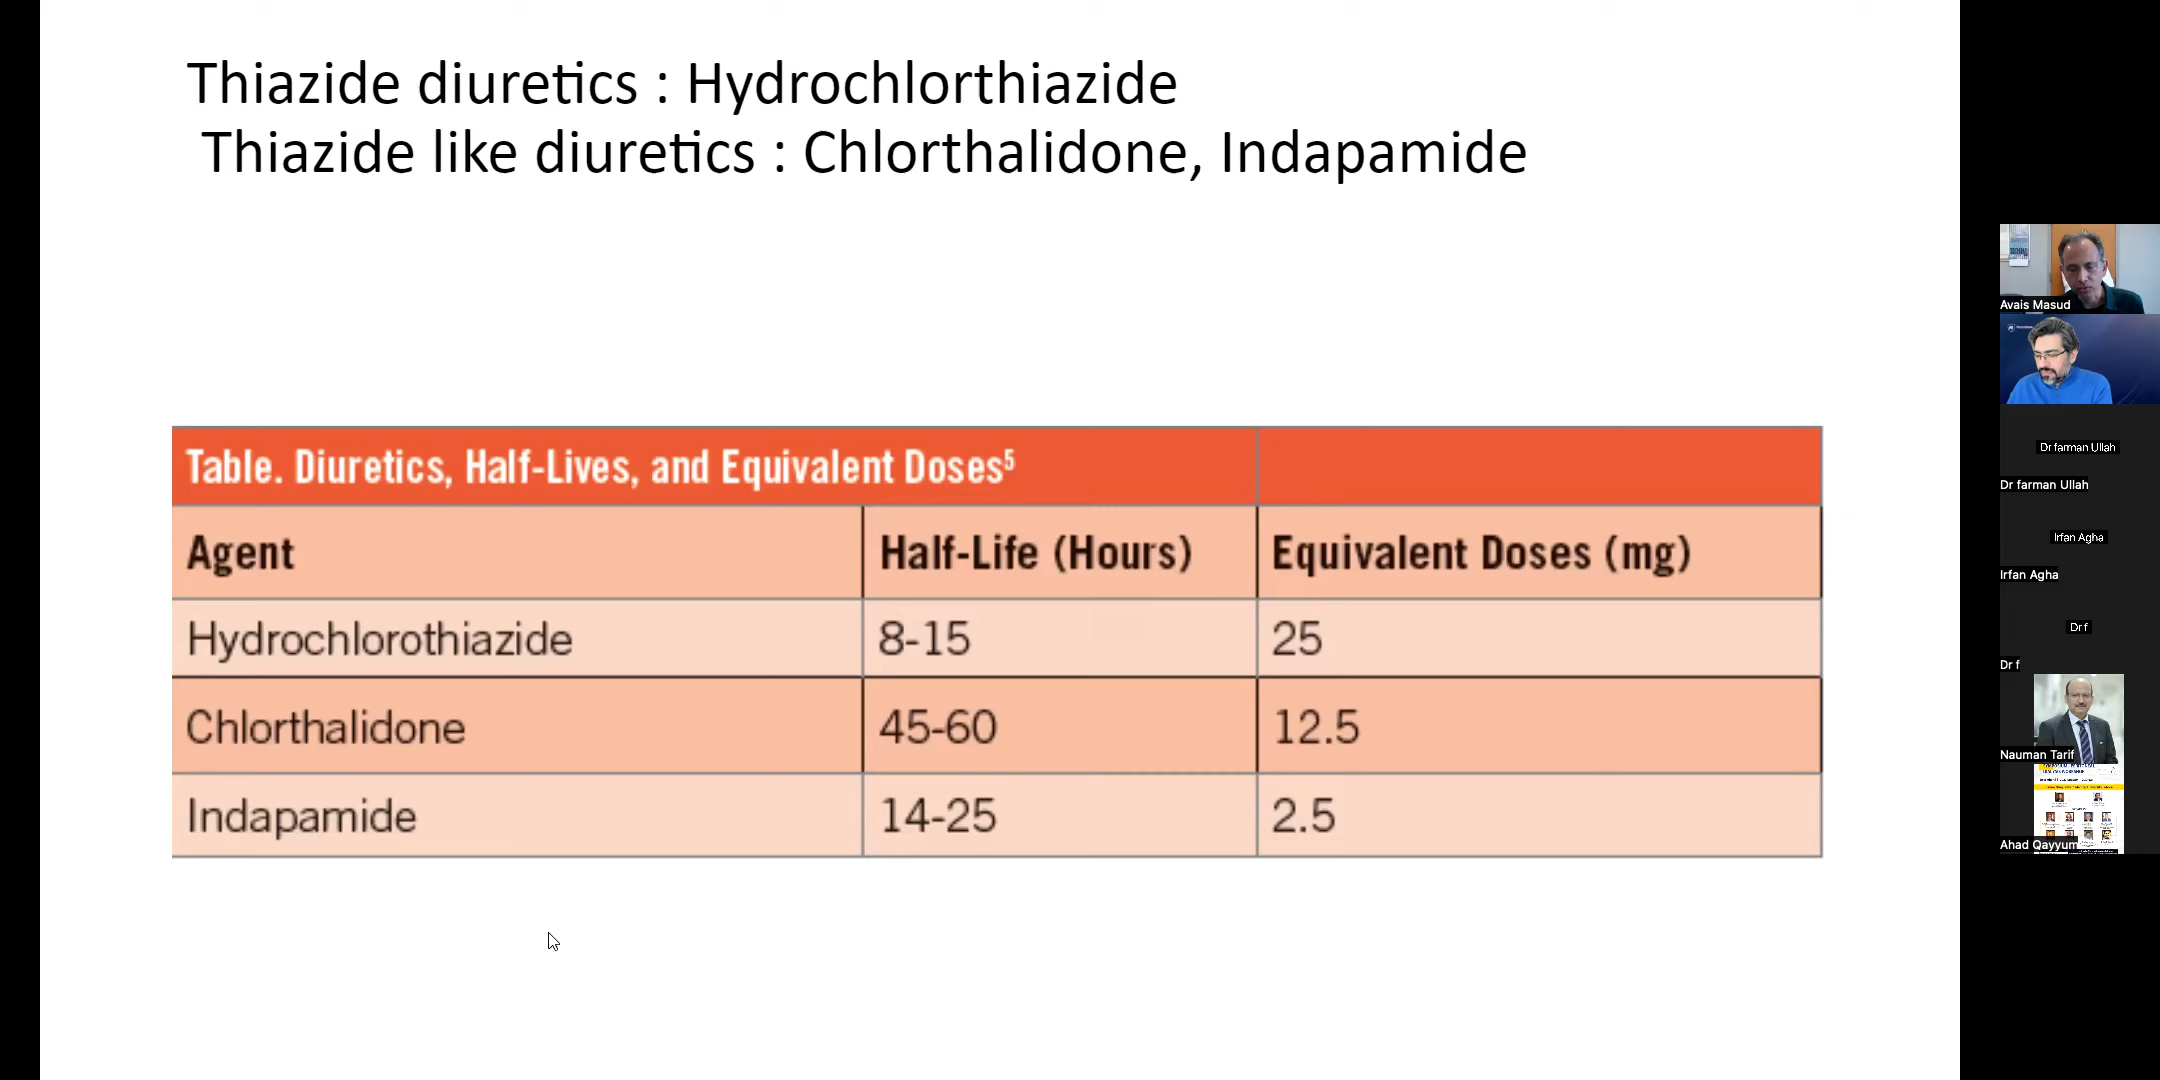 Thiazide diuretics : Hydrochlorthiazide
Thiazide like diuretics : Chlorthalidone, Indapamide
Table. Diuretics, Half-Lives, and Equivalent Doses⁵
Agent Half-Life (Hours) Equivalent Doses (mg)
Hydrochlorothiazide 8-15 25
Chlorthalidone 45-60 12.5
Indapamide 14-25 2.5
Avais Masud
Dr farman Ullah
Dr farman Ullah
Irfan Agha
Irfan Agha
Dr f
Dr f
Nauman Tarif
Ahad Qayyum